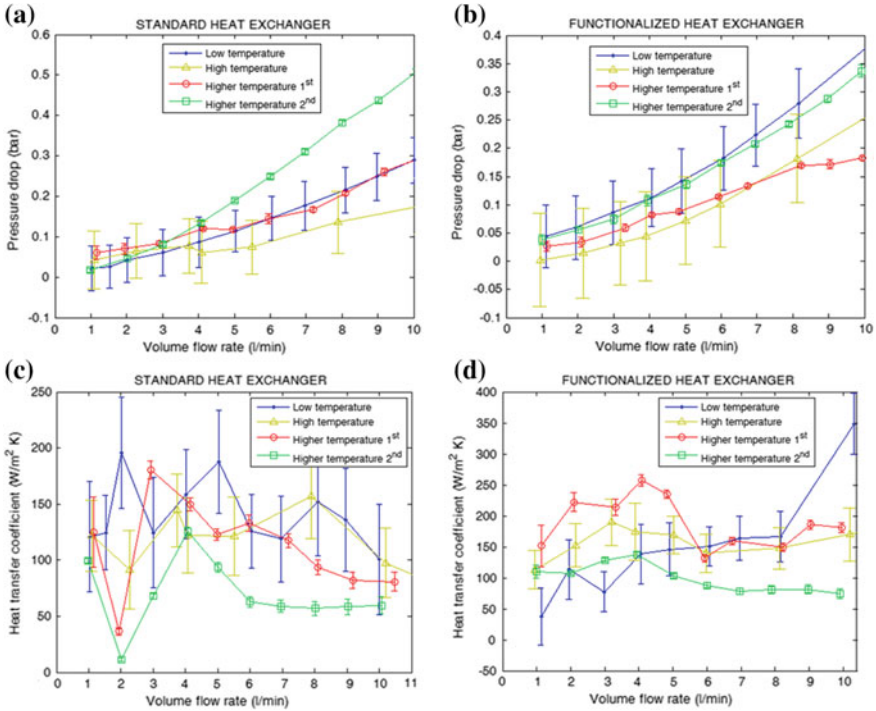 (a)
STANDARD HEAT EXCHANGER
0.6
0.5
0.4
0.3
0.2
0.1
0
-0.1
Pressure drop (bar)
Low temperature
High temperature
Higher temperature 1st
Higher temperature 2nd
0 1 2 3 4 5 6 7 8 9 10
Volume flow rate (l/min)
(b)
FUNCTIONALIZED HEAT EXCHANGER
0.4
0.35
0.3
0.25
0.2
0.15
0.1
0.05
0
-0.05
-0.1
Pressure drop (bar)
Low temperature
High temperature
Higher temperature 1st
Higher temperature 2nd
0 1 2 3 4 5 6 7 8 9 10
Volume flow rate (l/min)
(c)
STANDARD HEAT EXCHANGER
250
200
150
100
50
0
Heat transfer coefficient (W/m² K)
Low temperature
High temperature
Higher temperature 1st
Higher temperature 2nd
0 1 2 3 4 5 6 7 8 9 10 11
Volume flow rate (l/min)
(d)
FUNCTIONALIZED HEAT EXCHANGER
400
350
300
250
200
150
100
50
0
-50
Heat transfer coefficient (W/m² K)
Low temperature
High temperature
Higher temperature 1st
Higher temperature 2nd
0 1 2 3 4 5 6 7 8 9 10
Volume flow rate (l/min)